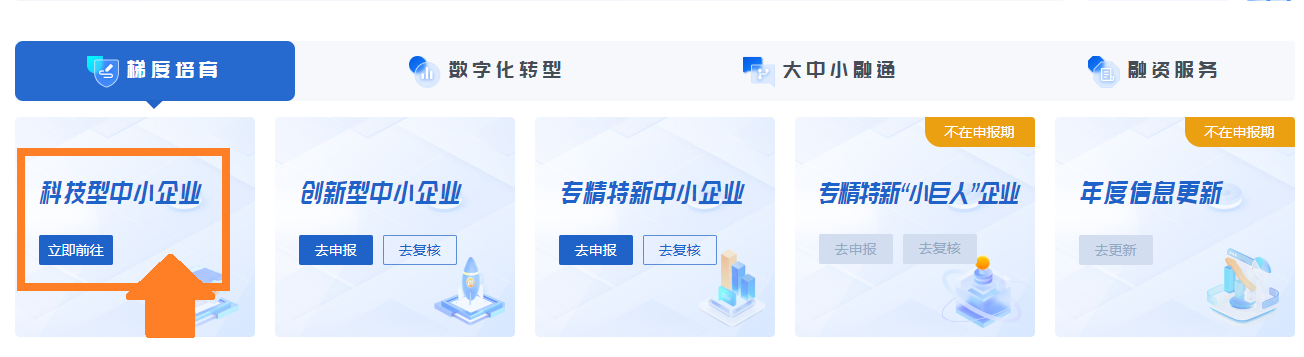 梯度培育
数字化转型
大中小融通
融资服务
科技型中小企业
立即前往
创新型中小企业
去申报
去复核
专精特新中小企业
去申报
去复核
不在申报期
专精特新“小巨人”企业
去申报
去复核
不在申报期
年度信息更新
去更新